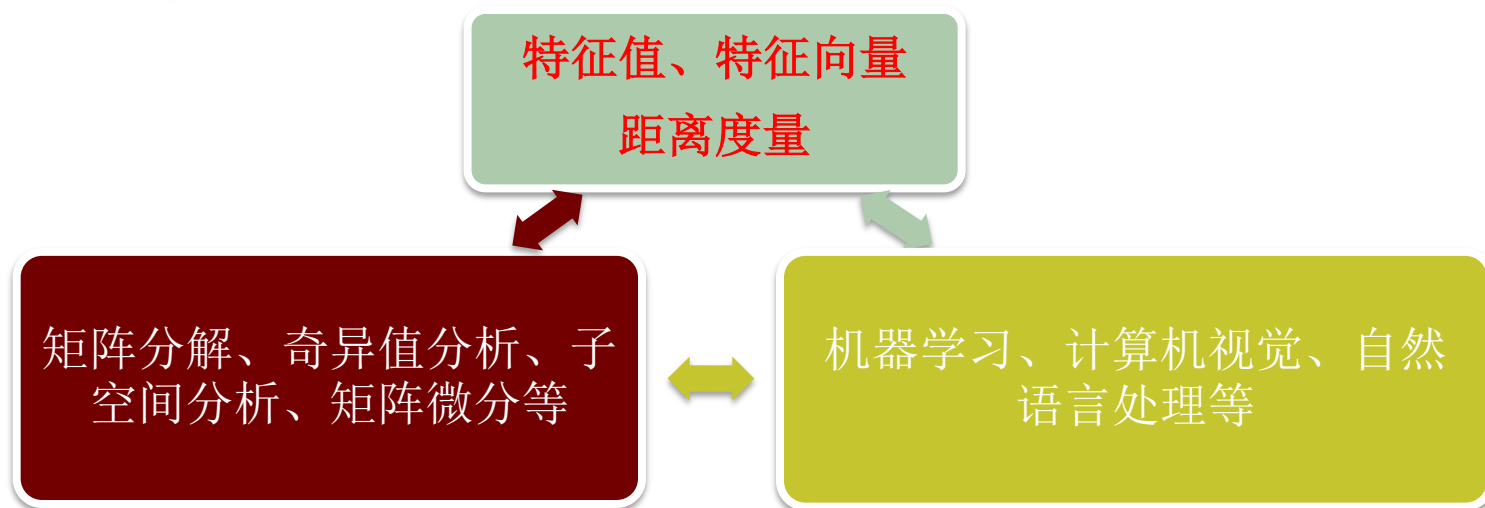 特征值、特征向量
距离度量
矩阵分解、奇异值分析、子
空间分析、矩阵微分等
机器学习、计算机视觉、自然
语言处理等